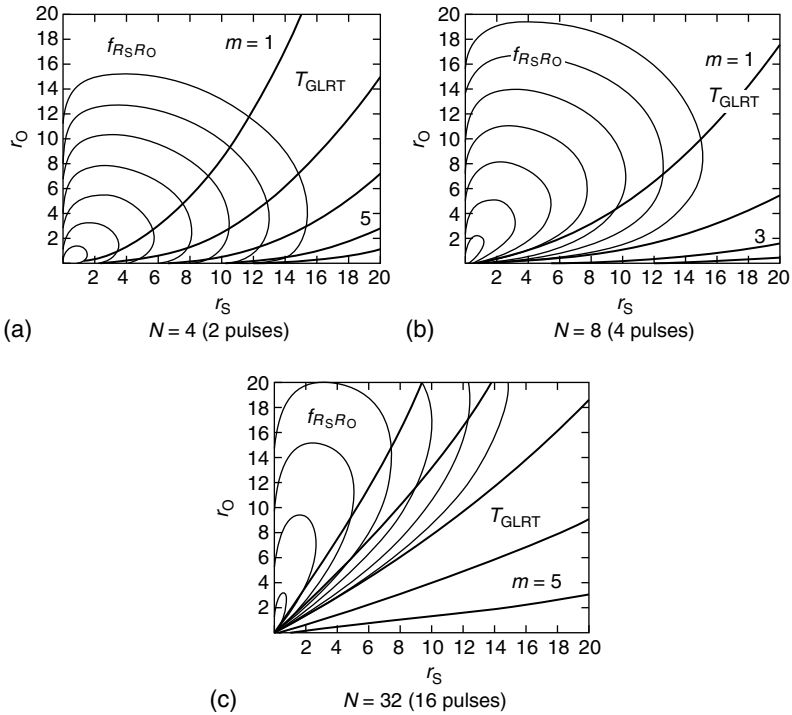 20
18
16
14
12
10
8
6
4
2
r_O
f_{R_S R_O}
m = 1
T_GLRT
5
2 4 6 8 10 12 14 16 18 20
r_S
(a) N = 4 (2 pulses)
20
18
16
14
12
10
8
6
4
2
r_O
f_{R_S R_O}
m = 1
T_GLRT
3
2 4 6 8 10 12 14 16 18 20
r_S
(b) N = 8 (4 pulses)
20
18
16
14
12
10
8
6
4
2
r_O
f_{R_S R_O}
T_GLRT
m = 5
2 4 6 8 10 12 14 16 18 20
r_S
(c) N = 32 (16 pulses)